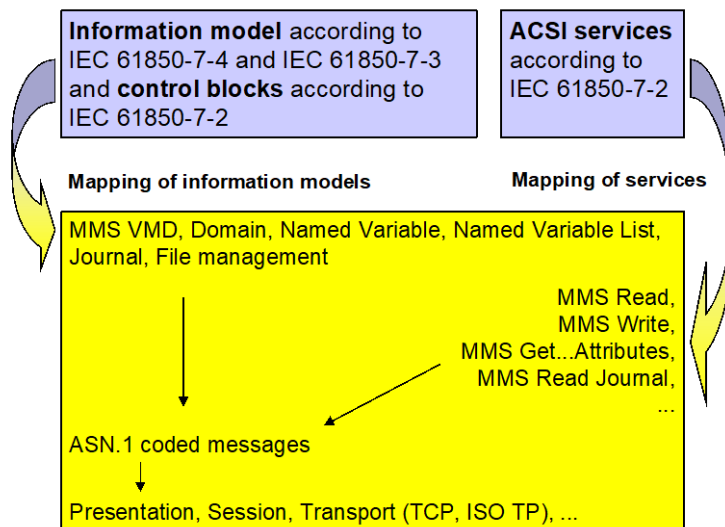 Information model according to
IEC 61850-7-4 and IEC 61850-7-3
and control blocks according to
IEC 61850-7-2
ACSI services
according to
IEC 61850-7-2
Mapping of information models
Mapping of services
MMS VMD, Domain, Named Variable, Named Variable List,
Journal, File management
MMS Read,
MMS Write,
MMS Get...Attributes,
MMS Read Journal,
...
ASN.1 coded messages
Presentation, Session, Transport (TCP, ISO TP), ...